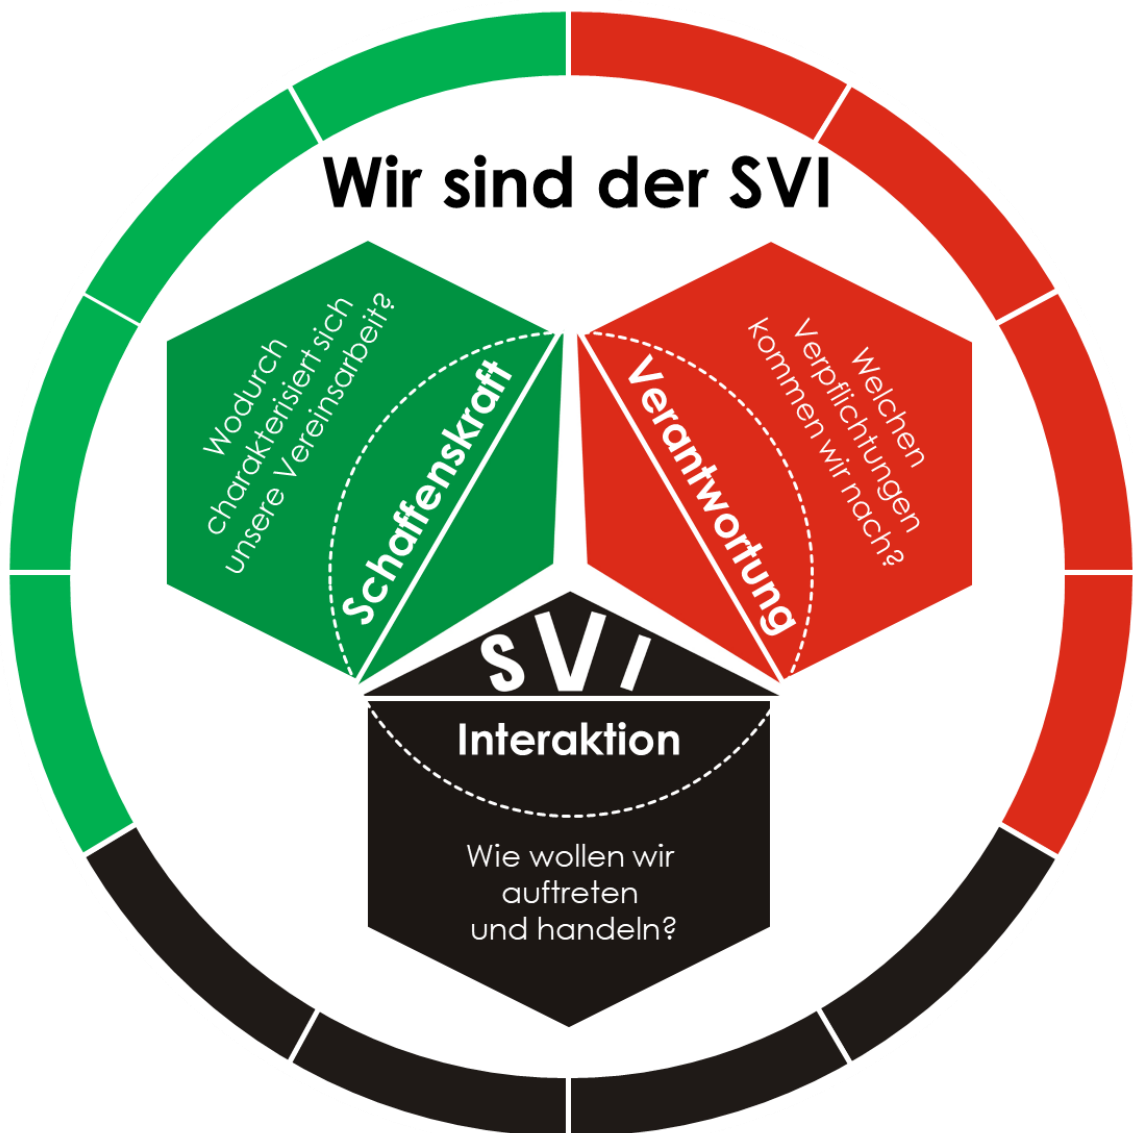 Wir sind der SVI
Wodurch
charakterisiert sich
unsere Vereinsarbeit?
Schaffenskraft
Verantwortung
Welchen
Verpflichtungen
kommen wir nach?
SVI
Interaktion
Wie wollen wir
auftreten
und handeln?